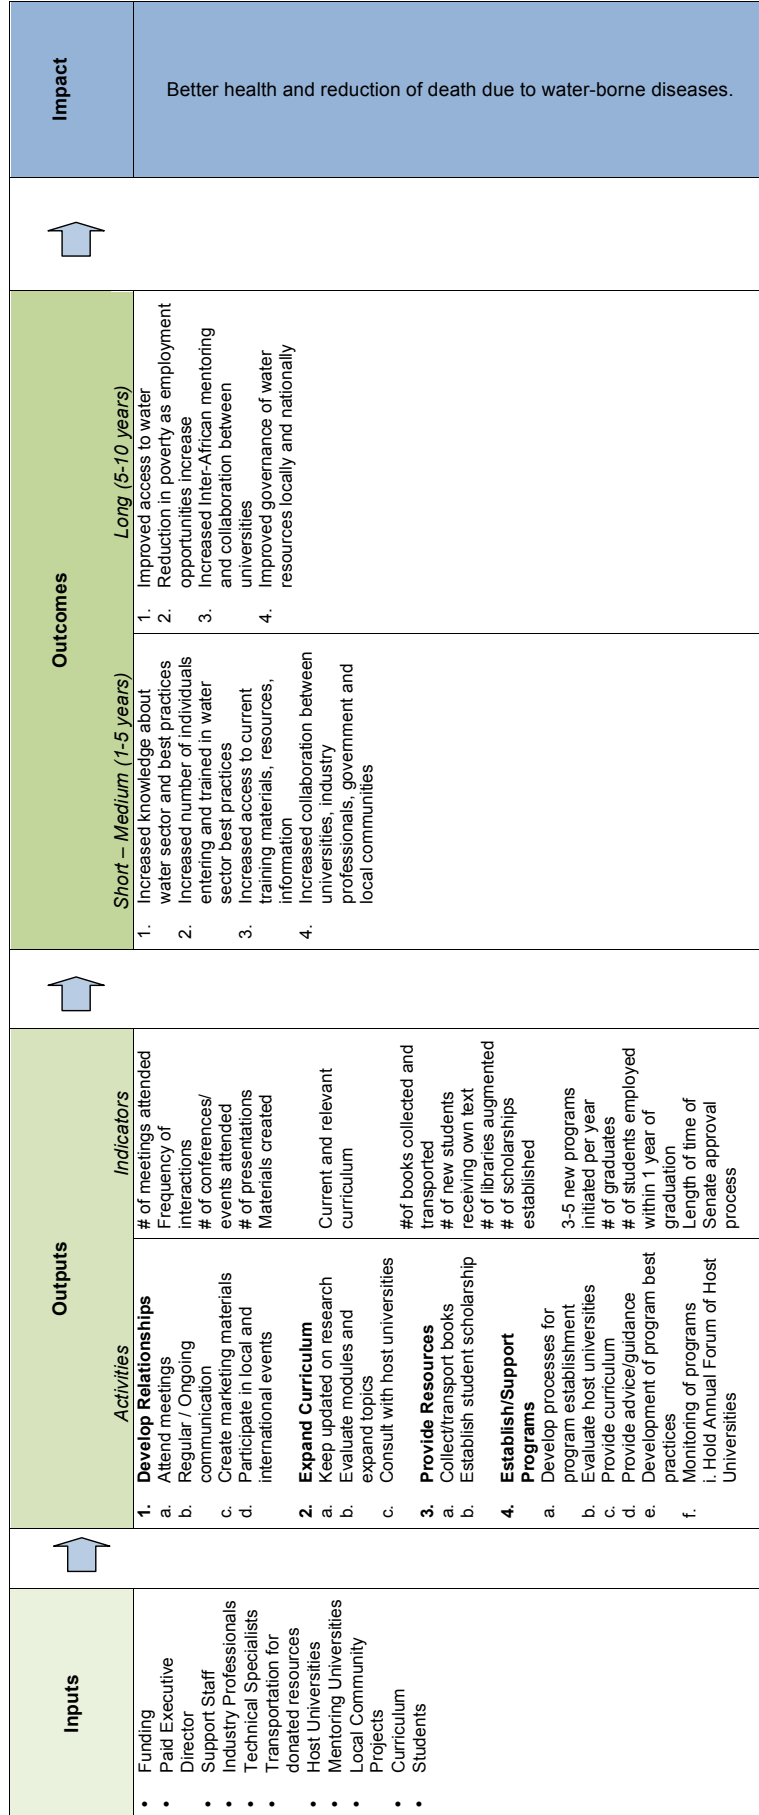 Inputs
• Funding
• Paid Executive
Director
• Support Staff
• Industry Professionals
• Technical Specialists
• Transportation for
donated resources
• Host Universities
• Mentoring Universities
• Local Community
Projects
• Curriculum
• Students
Outputs
Activities
1. Develop Relationships
a. Attend meetings
b. Regular / Ongoing
communication
c. Create marketing materials
d. Participate in local and
international events
2. Expand Curriculum
a. Keep updated on research
b. Evaluate modules and
expand topics
c. Consult with host universities
3. Provide Resources
a. Collect/transport books
b. Establish student scholarship
4. Establish/Support
Programs
a. Develop processes for
program establishment
b. Evaluate host universities
c. Provide curriculum
d. Provide advice/guidance
e. Development of program best
practices
f. Monitoring of programs
i. Hold Annual Forum of Host
Universities
Indicators
# of meetings attended
Frequency of
interactions
# of conferences/
events attended
# of presentations
Materials created
Current and relevant
curriculum
#of books collected and
transported
# of new students
receiving own text
# of libraries augmented
# of scholarships
established
3-5 new programs
initiated per year
# of graduates
# of students employed
within 1 year of
graduation
Length of time of
Senate approval
process
Outcomes
Short – Medium (1-5 years)
1. Increased knowledge about
water sector and best practices
2. Increased number of individuals
entering and trained in water
sector best practices
3. Increased access to current
training materials, resources,
information
4. Increased collaboration between
universities, industry
professionals, government and
local communities
Long (5-10 years)
1. Improved access to water
2. Reduction in poverty as employment
opportunities increase
3. Increased Inter-African mentoring
and collaboration between
universities
4. Improved governance of water
resources locally and nationally
Impact
Better health and reduction of death due to water-borne diseases.